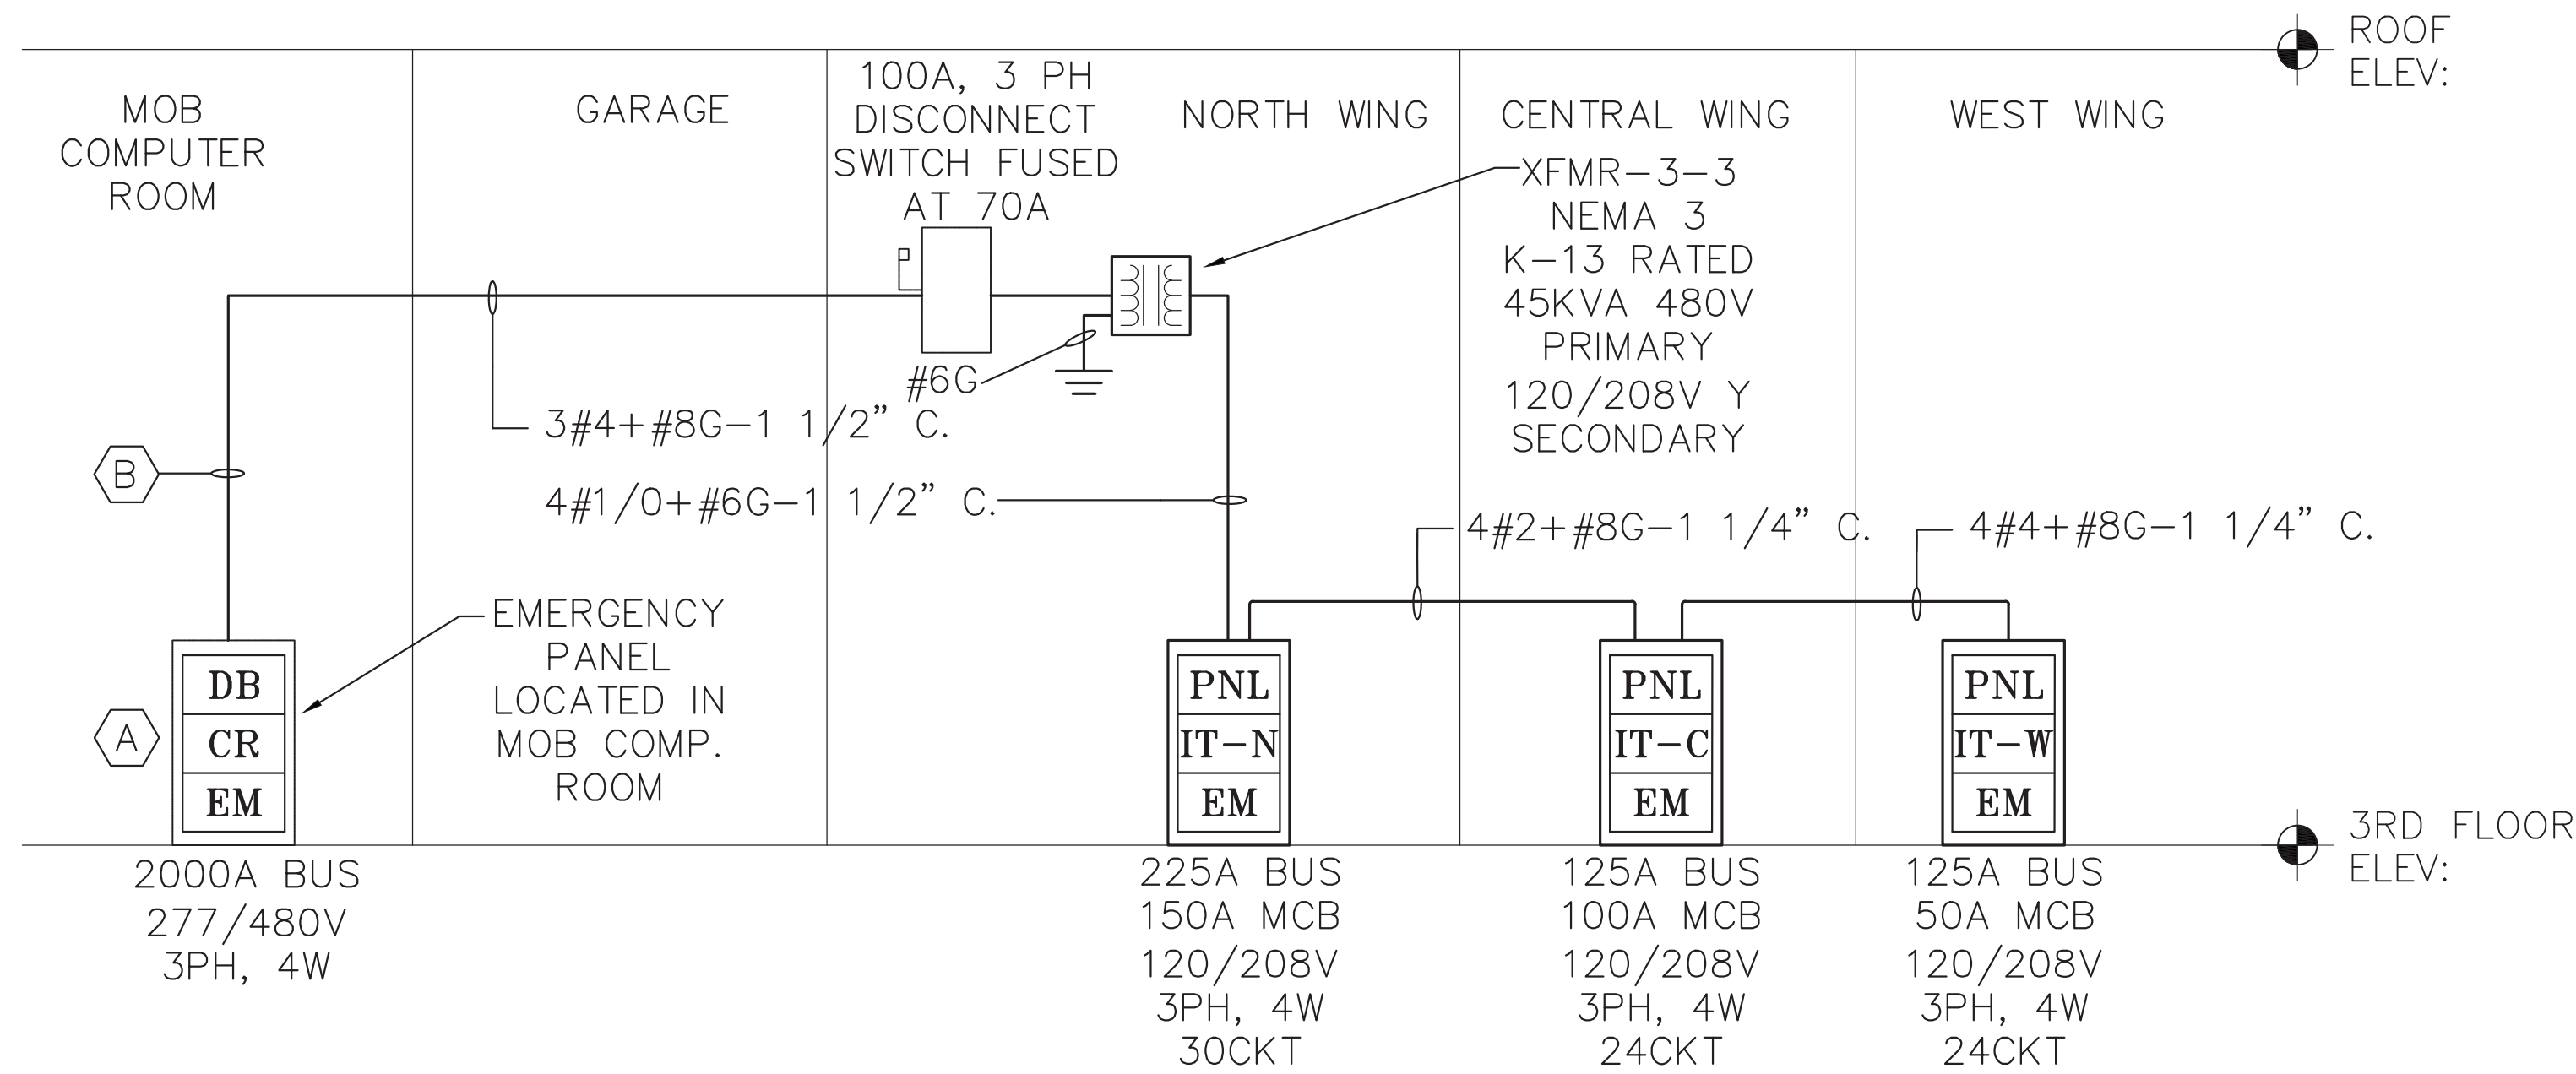 ROOF
ELEV:
MOB
COMPUTER
ROOM
GARAGE
100A, 3 PH
DISCONNECT
SWITCH FUSED
AT 70A
NORTH WING
CENTRAL WING
WEST WING
XFMR-3-3
NEMA 3
K-13 RATED
45KVA 480V
PRIMARY
120/208V Y
SECONDARY
#6G
3#4+#8G-1 1/2" C.
B
4#1/0+#6G-1 1/2" C.
4#2+#8G-1 1/4" C.
4#4+#8G-1 1/4" C.
EMERGENCY
PANEL
LOCATED IN
MOB COMP.
ROOM
A
DB
CR
EM
PNL
IT-N
EM
PNL
IT-C
EM
PNL
IT-W
EM
3RD FLOOR
ELEV:
2000A BUS
277/480V
3PH, 4W
225A BUS
150A MCB
120/208V
3PH, 4W
30CKT
125A BUS
100A MCB
120/208V
3PH, 4W
24CKT
125A BUS
50A MCB
120/208V
3PH, 4W
24CKT